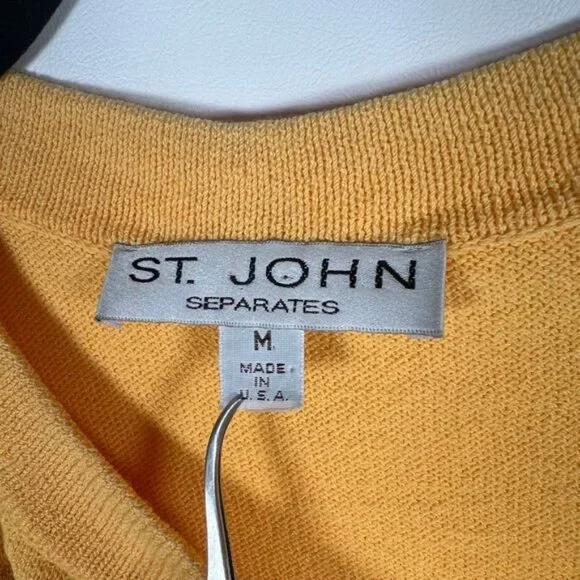 ST. JOHN
SEPARATES
M
MADE
IN
U.S.A.